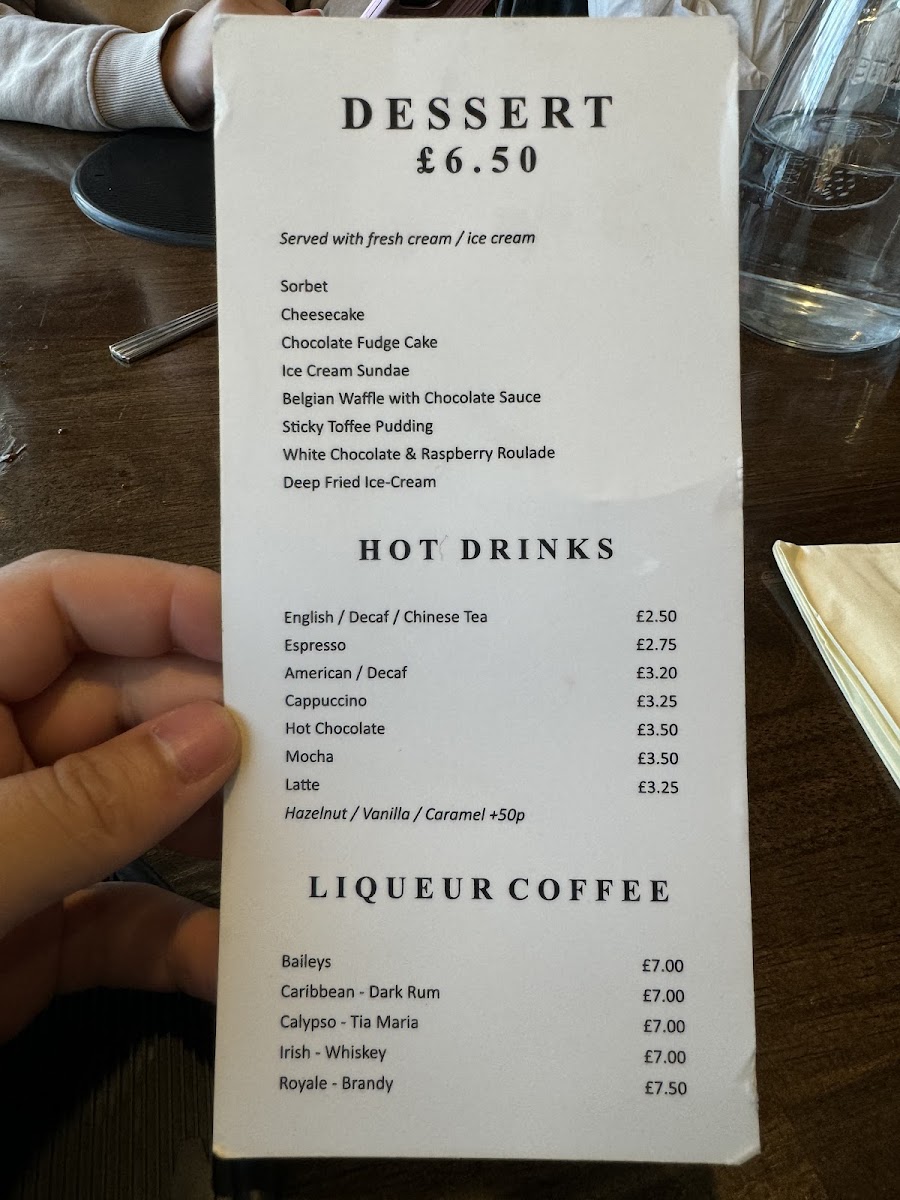 DESSERT
£6.50
Served with fresh cream / ice cream
Sorbet
Cheesecake
Chocolate Fudge Cake
Ice Cream Sundae
Belgian Waffle with Chocolate Sauce
Sticky Toffee Pudding
White Chocolate & Raspberry Roulade
Deep Fried Ice-Cream
HOT DRINKS
English / Decaf / Chinese Tea £2.50
Espresso £2.75
American / Decaf £3.20
Cappuccino £3.25
Hot Chocolate £3.50
Mocha £3.50
Latte £3.25
Hazelnut / Vanilla / Caramel +50p
LIQUEUR COFFEE
Baileys £7.00
Caribbean - Dark Rum £7.00
Calypso - Tia Maria £7.00
Irish - Whiskey £7.00
Royale - Brandy £7.50